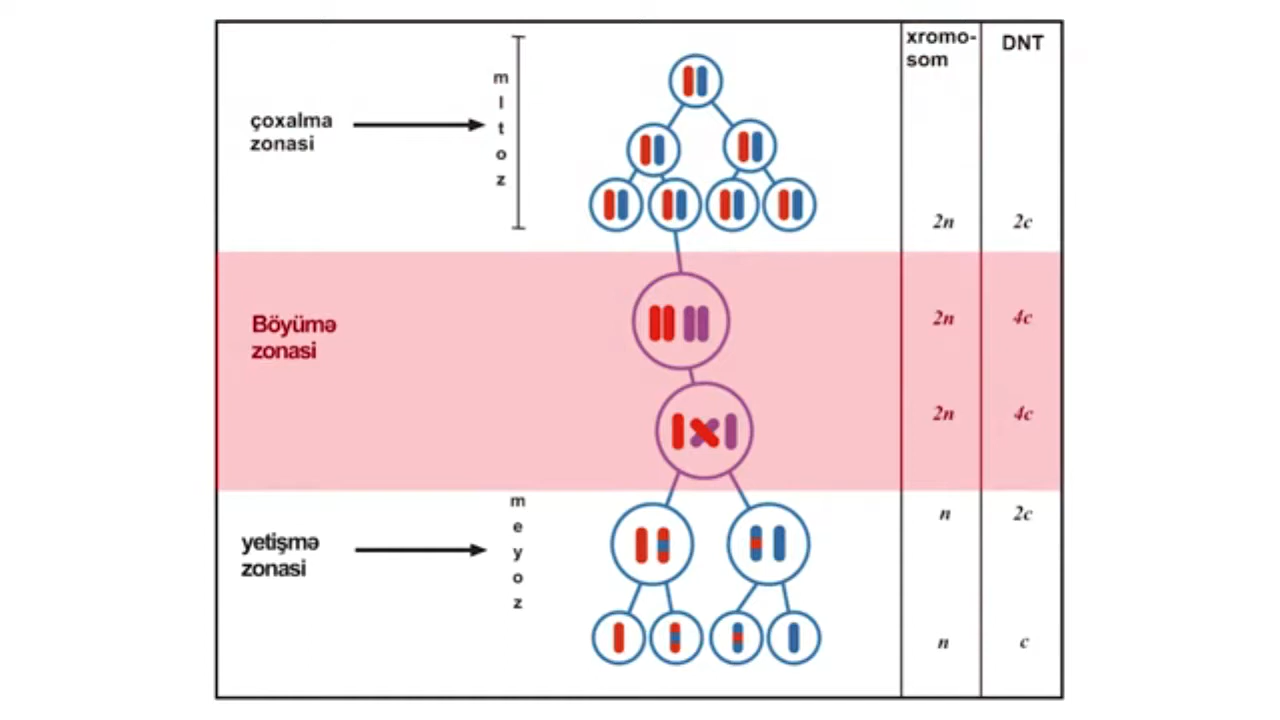 xromo-
som
DNT
çoxalma
zonasi
m
l
t
o
z
2n
2c
Böyümə
zonasi
2n
4c
2n
4c
yetişmə
zonasi
m
e
y
o
z
n
2c
n
c